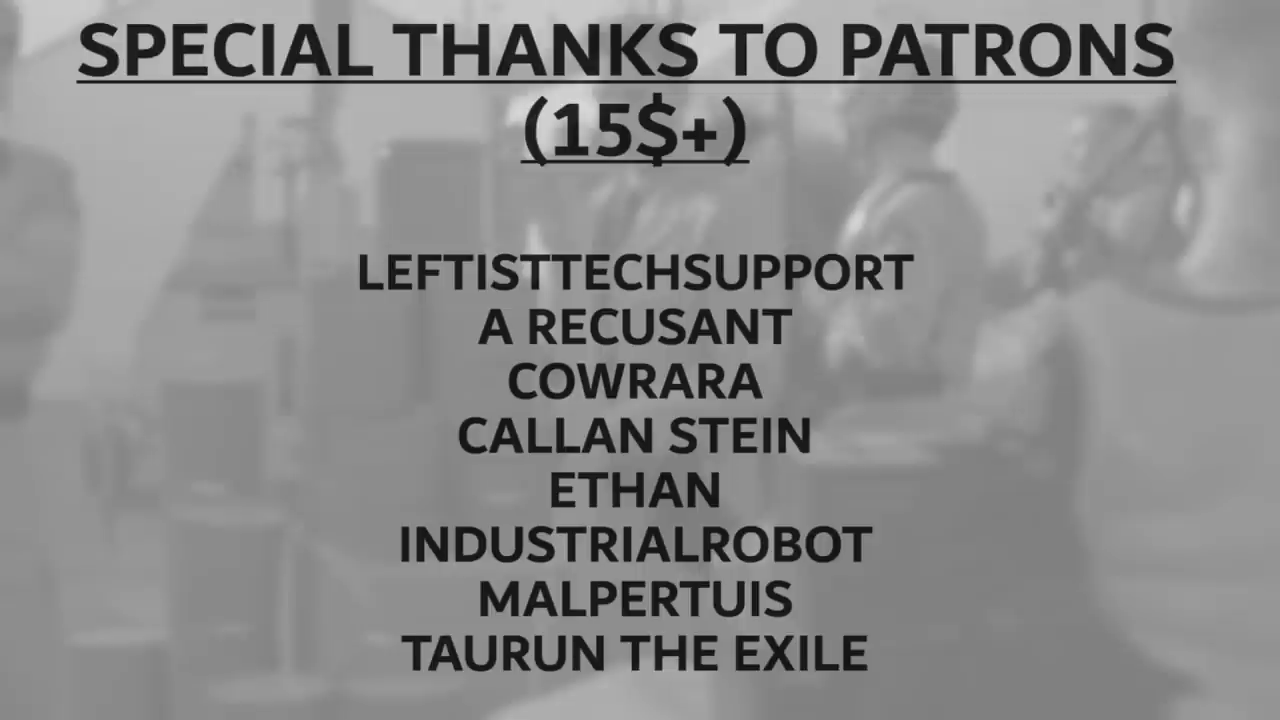 SPECIAL THANKS TO PATRONS
(15$+)
LEFTISTTECHSUPPORT
A RECUSANT
COWRARA
CALLAN STEIN
ETHAN
INDUSTRIALROBOT
MALPERTUIS
TAURUN THE EXILE